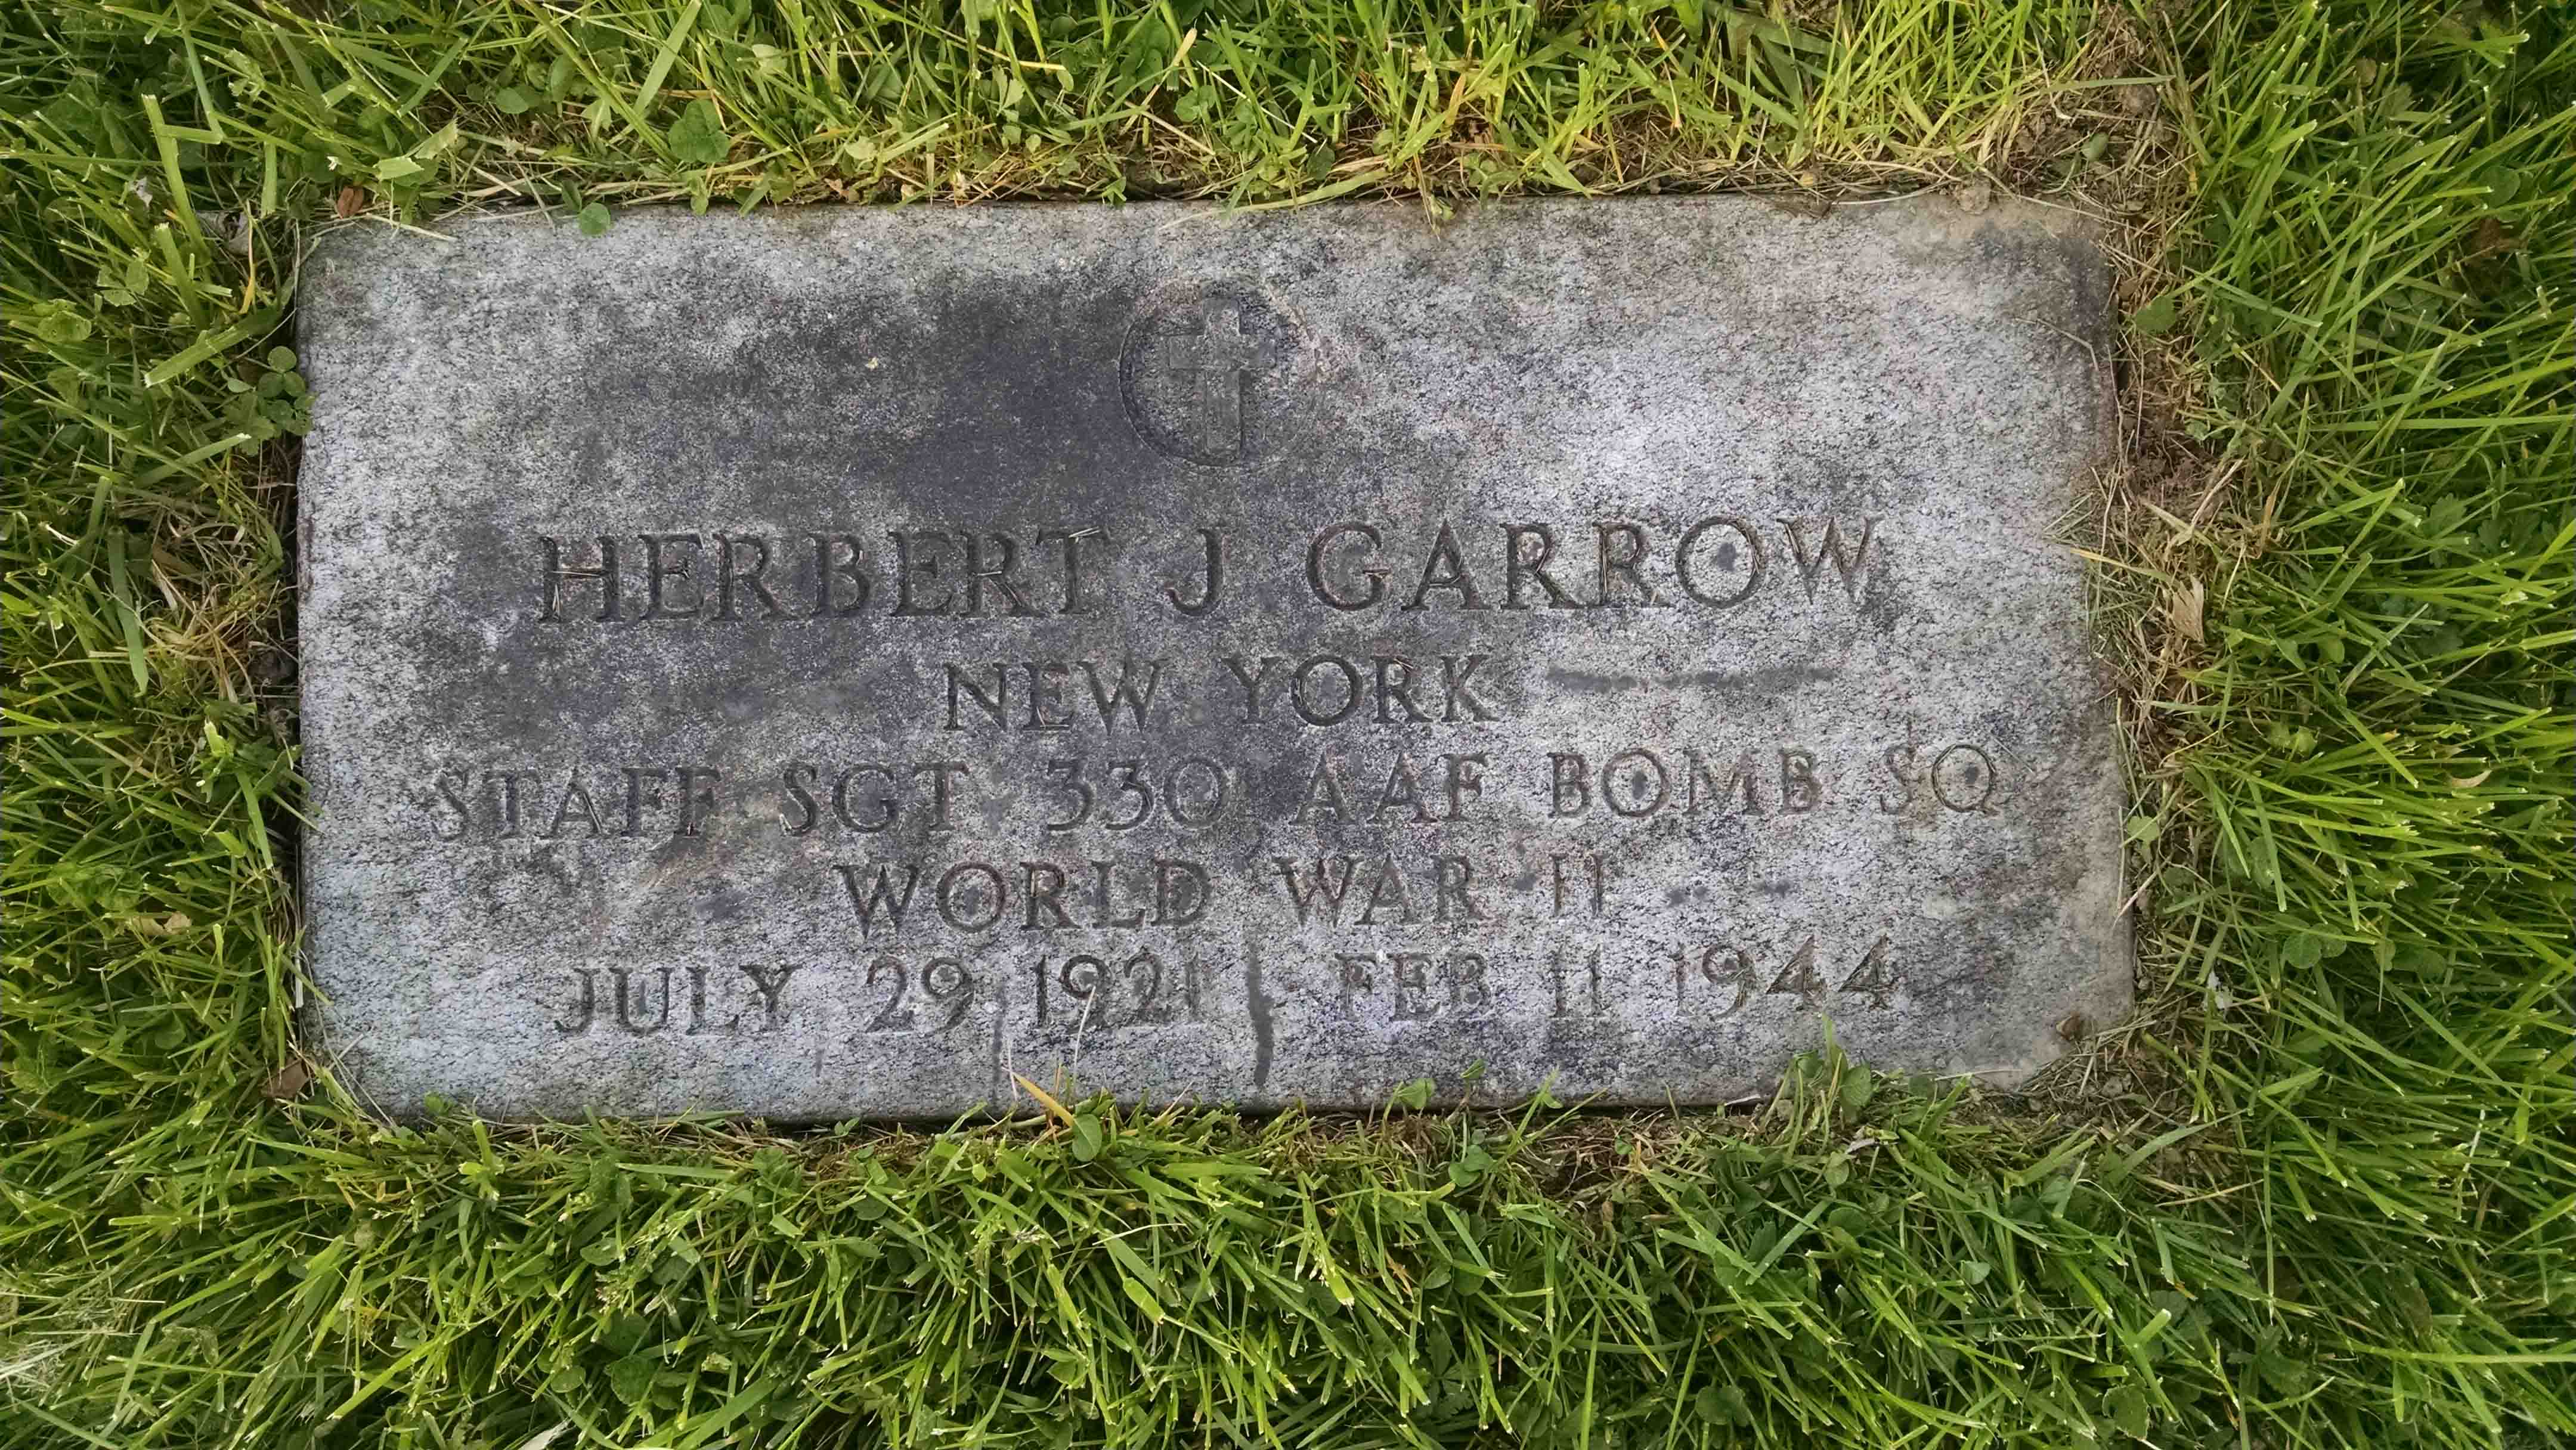 HERBERT J GARROW
NEW YORK
STAFF SGT 330 AAF BOMB SQ
WORLD WAR II
JULY 29 1921 FEB 11 1944